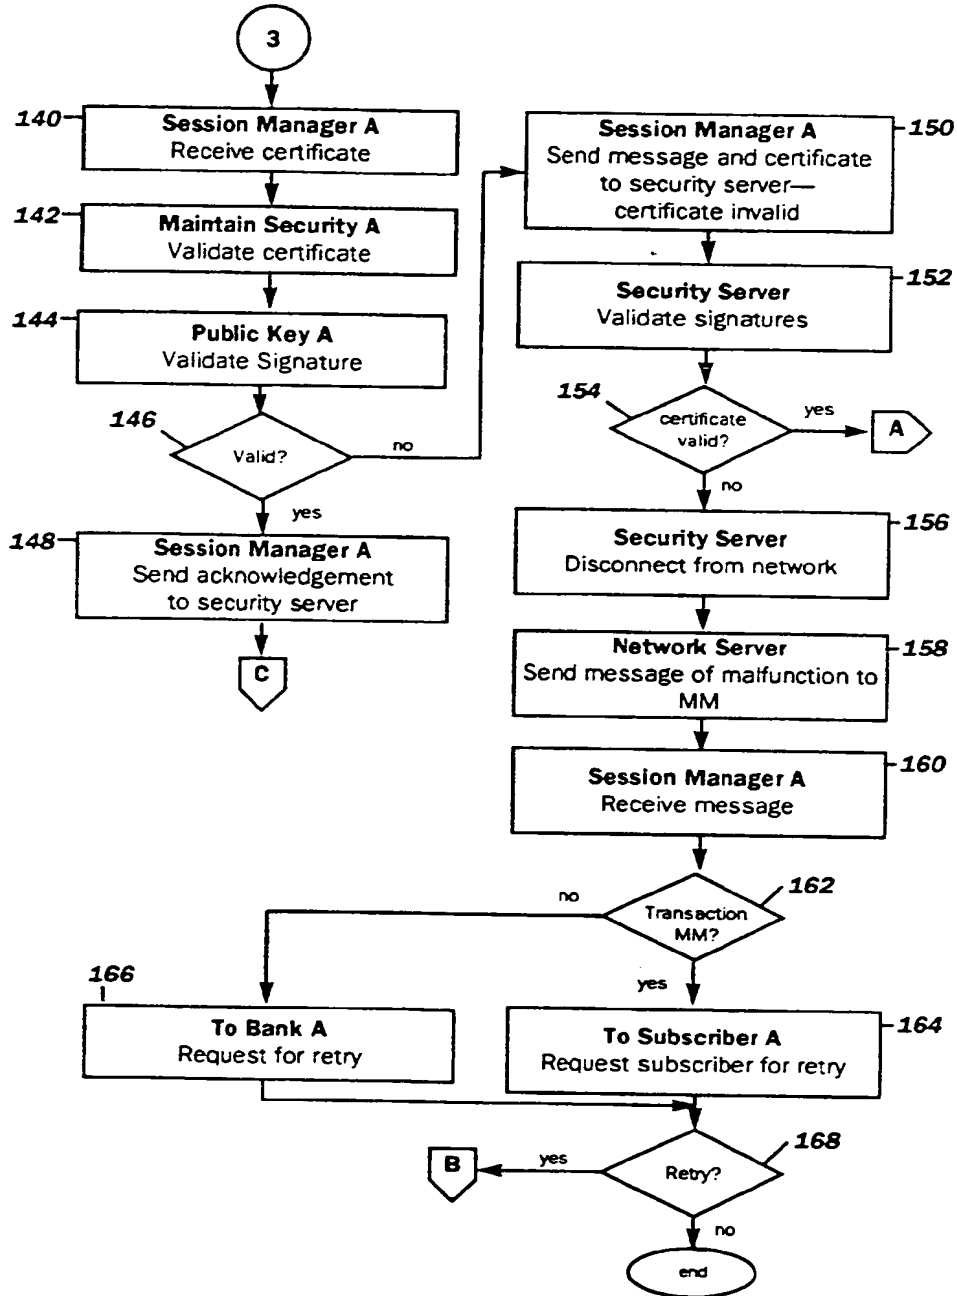 3
140
Session Manager A
Receive certificate
142
Maintain Security A
Validate certificate
144
Public Key A
Validate Signature
146
Valid?
no
yes
148
Session Manager A
Send acknowledgement
to security server
C
150
Session Manager A
Send message and certificate
to security server—
certificate invalid
152
Security Server
Validate signatures
154
certificate
valid?
yes
A
no
156
Security Server
Disconnect from network
158
Network Server
Send message of malfunction to
MM
160
Session Manager A
Receive message
162
Transaction
MM?
no
yes
166
To Bank A
Request for retry
164
To Subscriber A
Request subscriber for retry
168
Retry?
yes
B
no
end